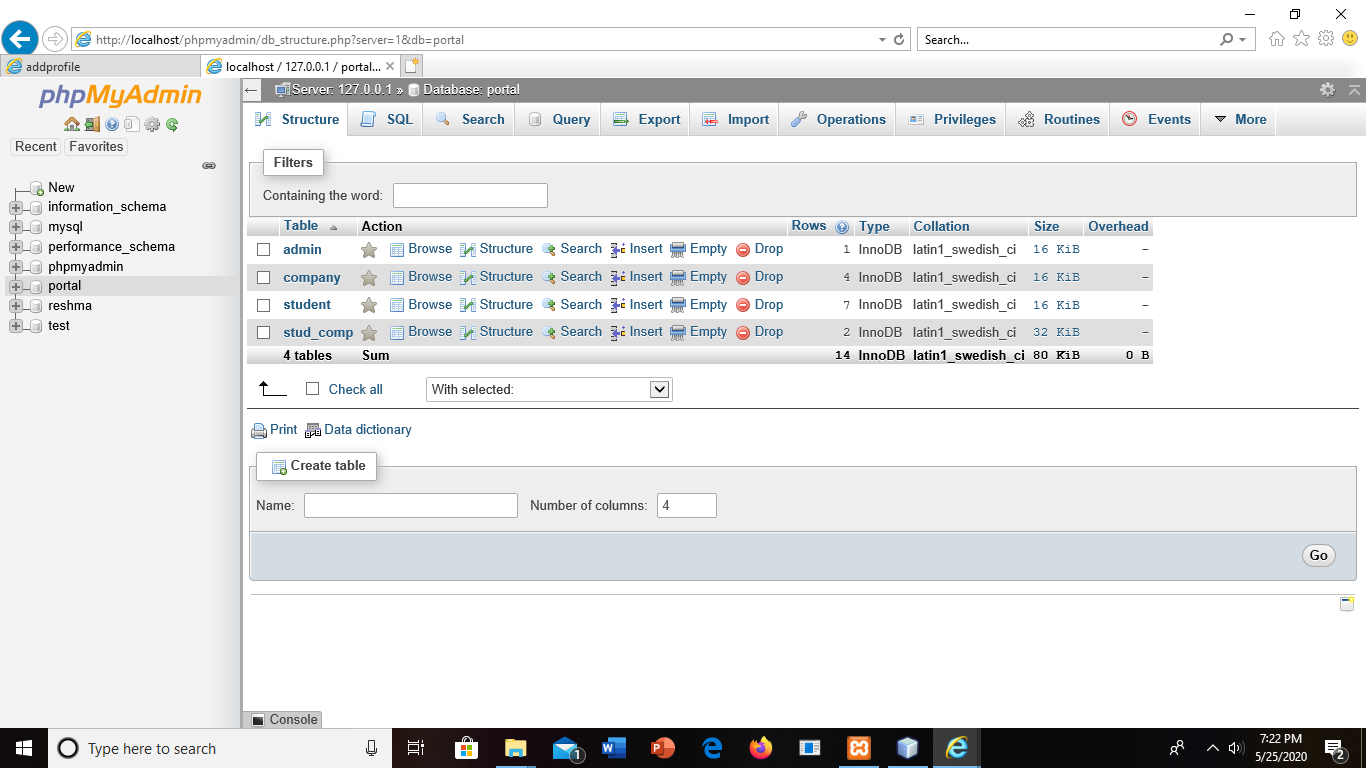 http://localhost/phpmyadmin/db_structure.php?server=1&db=portal
Search...
addprofile
localhost / 127.0.0.1 / portal...
phpMyAdmin
Recent Favorites
New
information_schema
mysql
performance_schema
phpmyadmin
portal
reshma
test
Server: 127.0.0.1 » Database: portal
Structure SQL Search Query Export Import Operations Privileges Routines Events More
Filters
Containing the word:
Table Action Rows Type Collation Size Overhead
admin Browse Structure Search Insert Empty Drop 1 InnoDB latin1_swedish_ci 16 KiB –
company Browse Structure Search Insert Empty Drop 4 InnoDB latin1_swedish_ci 16 KiB –
student Browse Structure Search Insert Empty Drop 7 InnoDB latin1_swedish_ci 16 KiB –
stud_comp Browse Structure Search Insert Empty Drop 2 InnoDB latin1_swedish_ci 32 KiB –
4 tables Sum 14 InnoDB latin1_swedish_ci 80 KiB 0 B
Check all With selected:
Print Data dictionary
Create table
Name: Number of columns: 4
Go
Console
Type here to search
1
7:22 PM
5/25/2020
2